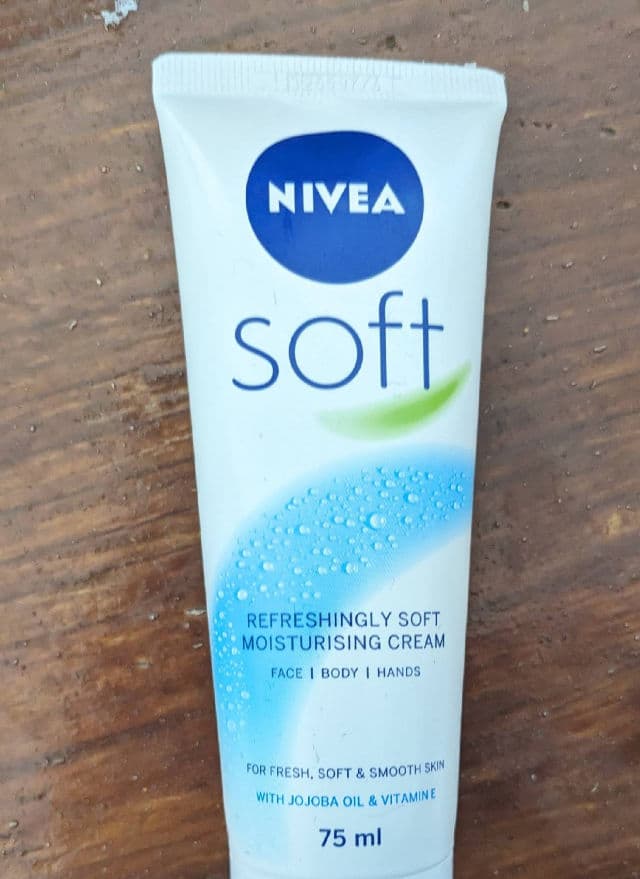 NIVEA
soft
REFRESHINGLY SOFT
MOISTURISING CREAM
FACE | BODY | HANDS
FOR FRESH, SOFT & SMOOTH SKIN
WITH JOJOBA OIL & VITAMIN E
75 ml